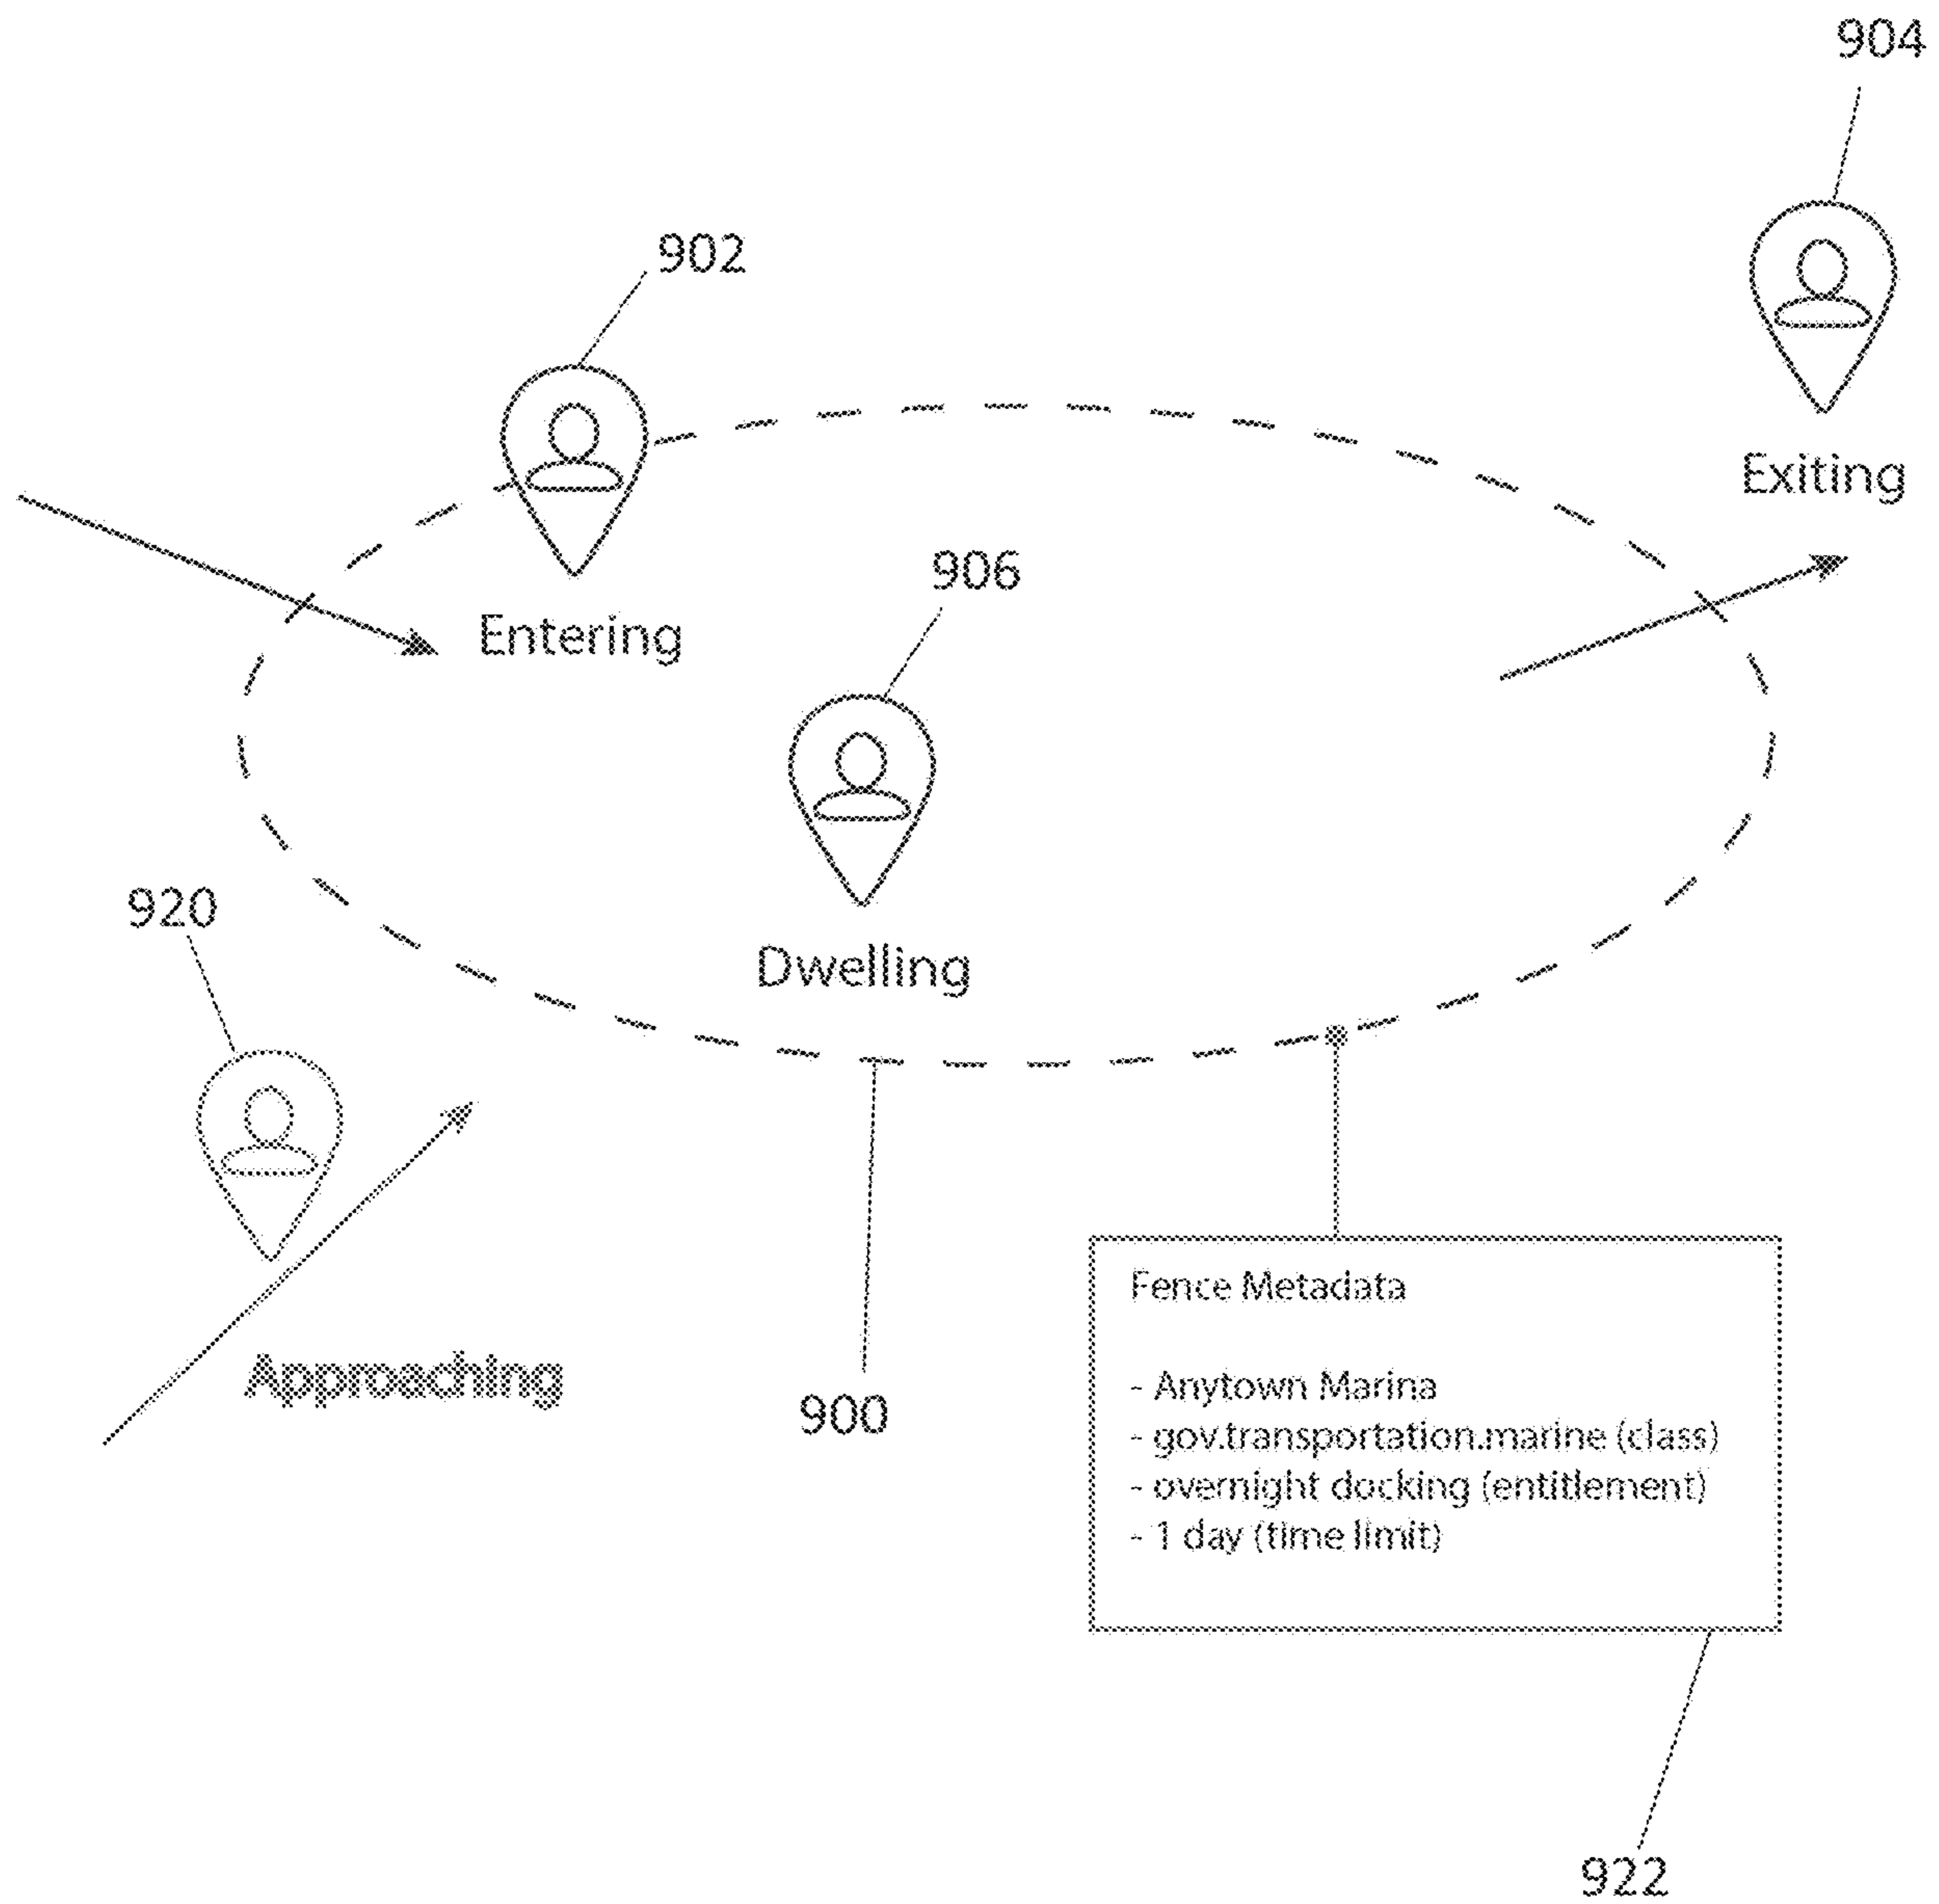 904
902
Exiting
906
Entering
920
Dwelling
Approaching
900
Fence Metadata
- Anytown Marina
- gov.transportation.marine (class)
- overnight docking (entitlement)
- 1 day (time limit)
922